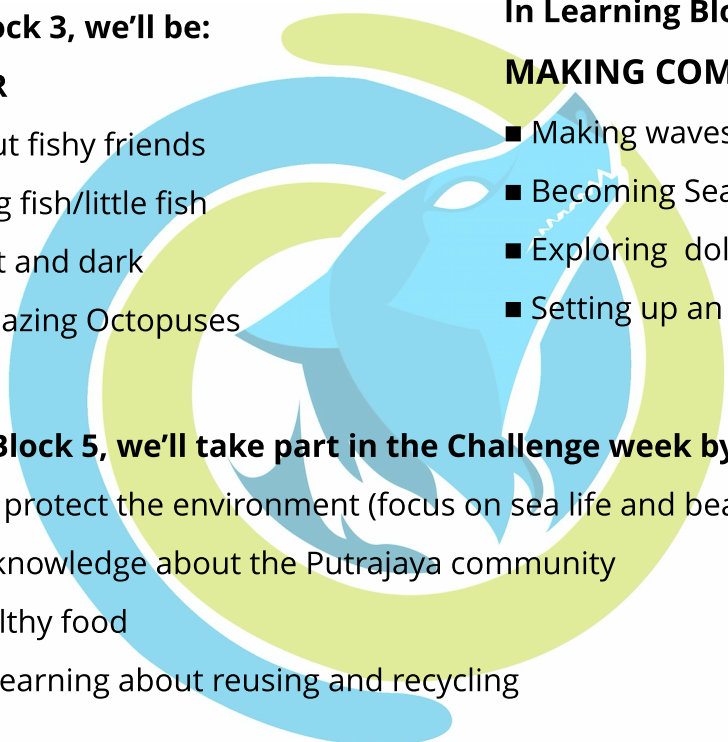 ock 3, we’ll be:
R
ut fishy friends
g fish/little fish
t and dark
azing Octopuses
In Learning Blo
MAKING COM
■ Making waves
■ Becoming Sea
■ Exploring  dol
■ Setting up an
Block 5, we’ll take part in the Challenge week by
protect the environment (focus on sea life and bea
knowledge about the Putrajaya community
lthy food
earning about reusing and recycling